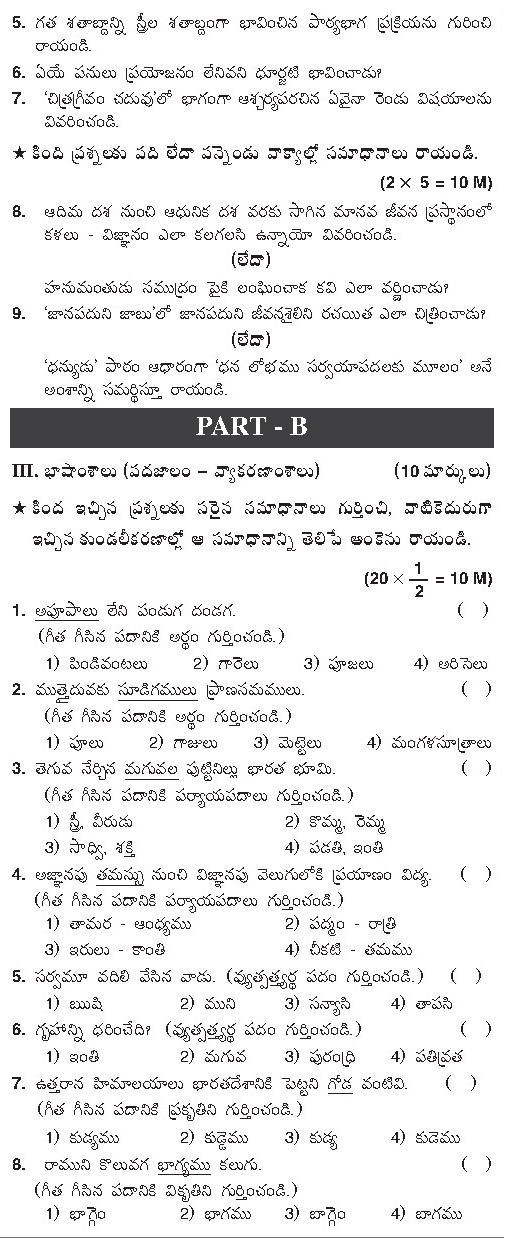 5. గత శతాబ్దాన్ని స్త్రీల శతాబ్దంగా భావించిన పాఠ్యభాగ ప్రక్రియను గురించి
రాయండి.
6. ఏయే పనులు ప్రయోజనం లేనివని ధూర్జటి భావించాడు?
7. ‘చిత్రగ్రీవం చదువు’లో భాగంగా ఆశ్చర్యపరచిన ఏవైనా రెండు విషయాలను
వివరించండి.
★ కింది ప్రశ్నలకు పది లేదా పన్నెండు వాక్యాల్లో సమాధానాలు రాయండి.
(2 × 5 = 10 M)
8. ఆదిమ దశ నుంచి ఆధునిక దశ వరకు సాగిన మానవ జీవన ప్రస్థానంలో
కళలు - విజ్ఞానం ఎలా కలగలసి ఉన్నాయో వివరించండి.
(లేదా)
హనుమంతుడు సముద్రం పైకి లంఘించాక కవి ఎలా వర్ణించాడు?
9. ‘జానపదుని జాబు’లో జానపదుని జీవనశైలిని రచయిత ఎలా చిత్రించాడు?
(లేదా)
‘ధన్యుడు’ పాఠం ఆధారంగా ‘ధన లోభము సర్వయాపదలకు మూలం’ అనే
అంశాన్ని సమర్థిస్తూ రాయండి.
PART - B
III. భాషాంశాలు (పదజాలం – వ్యాకరణాంశాలు) (10 మార్కులు)
★ కింద ఇచ్చిన ప్రశ్నలకు సరైన సమాధానాలు గుర్తించి, వాటికెదురుగా
ఇచ్చిన కుండలీకరణాల్లో ఆ సమాధానాన్ని తెలిపే అంకెను రాయండి.
(20 × 1/2 = 10 M)
1. అపూపాలు లేని పండుగ దండగ. ( )
(గీత గీసిన పదానికి అర్థం గుర్తించండి.)
1) పిండివంటలు 2) గారెలు 3) పూజలు 4) అరిసెలు
2. ముత్తైదువకు సూడిగములు ప్రాణసమములు. ( )
(గీత గీసిన పదానికి అర్థం గుర్తించండి.)
1) పూలు 2) గాజులు 3) మెట్టెలు 4) మంగళసూత్రాలు
3. తెగువ నేర్చిన మగువల పుట్టినిల్లు భారత భూమి. ( )
(గీత గీసిన పదానికి పర్యాయపదాలు గుర్తించండి.)
1) స్త్రీ, వీరుడు 2) కొమ్మ, రెమ్మ
3) సాధ్వి, శక్తి 4) పడతి, ఇంతి
4. అజ్ఞానపు తమస్సు నుంచి విజ్ఞానపు వెలుగులోకి ప్రయాణం విద్య. ( )
(గీత గీసిన పదానికి పర్యాయపదాలు గుర్తించండి.)
1) తామర - ఆంధ్యము 2) పద్మం - రాత్రి
3) ఇరులు - కాంతి 4) చీకటి - తమము
5. సర్వమూ వదిలి వేసిన వాడు. (వ్యుత్పత్త్యర్థ పదం గుర్తించండి.) ( )
1) ఋషి 2) ముని 3) సన్యాసి 4) తాపసి
6. గృహాన్ని ధరించేది? (వ్యుత్పత్త్యర్థ పదం గుర్తించండి.) ( )
1) ఇంతి 2) మగువ 3) పురంధ్రి 4) పతివ్రత
7. ఉత్తరాన హిమాలయాలు భారతదేశానికి పెట్టని గోడ వంటివి. ( )
(గీత గీసిన పదానికి ప్రకృతిని గుర్తించండి.)
1) కుడ్యము 2) కుడ్డెము 3) కుడ్య 4) కుడెము
8. రాముని కొలువగ భాగ్యము కలుగు. ( )
(గీత గీసిన పదానికి వికృతిని గుర్తించండి.)
1) భాగ్గెం 2) భాగము 3) బాగ్గెం 4) బాగము